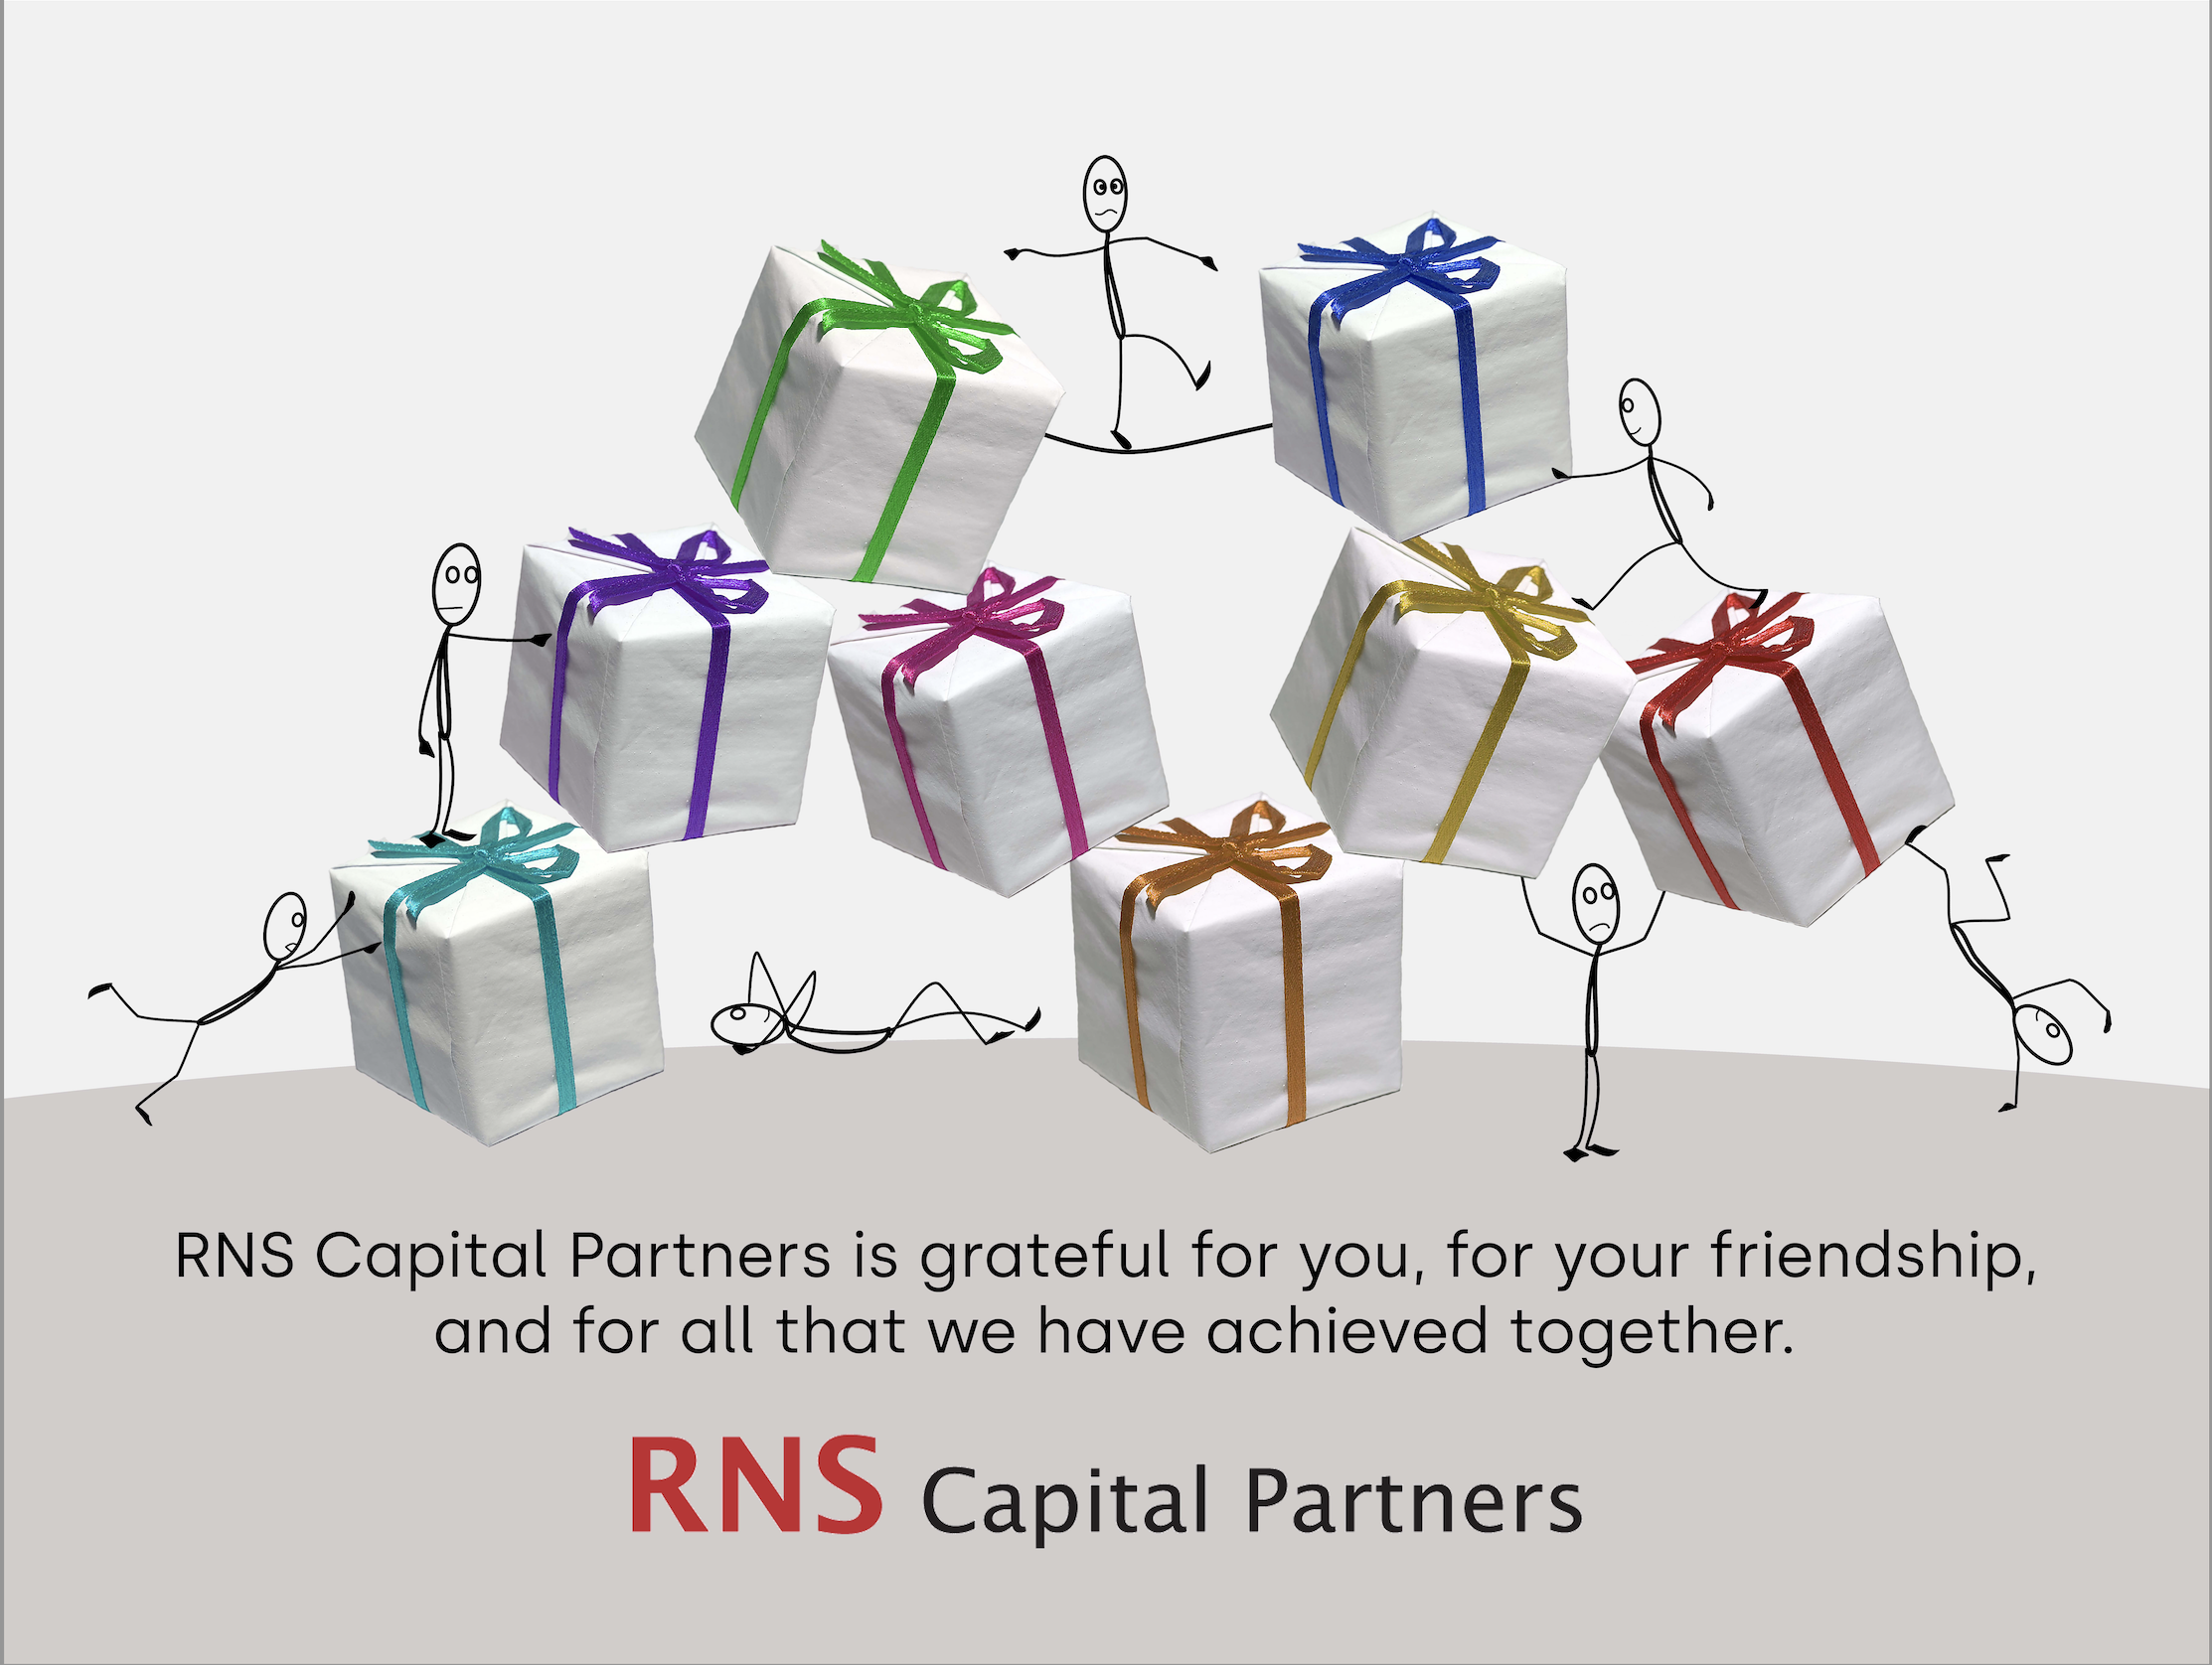 RNS Capital Partners is grateful for you, for your friendship,
and for all that we have achieved together.
RNS Capital Partners